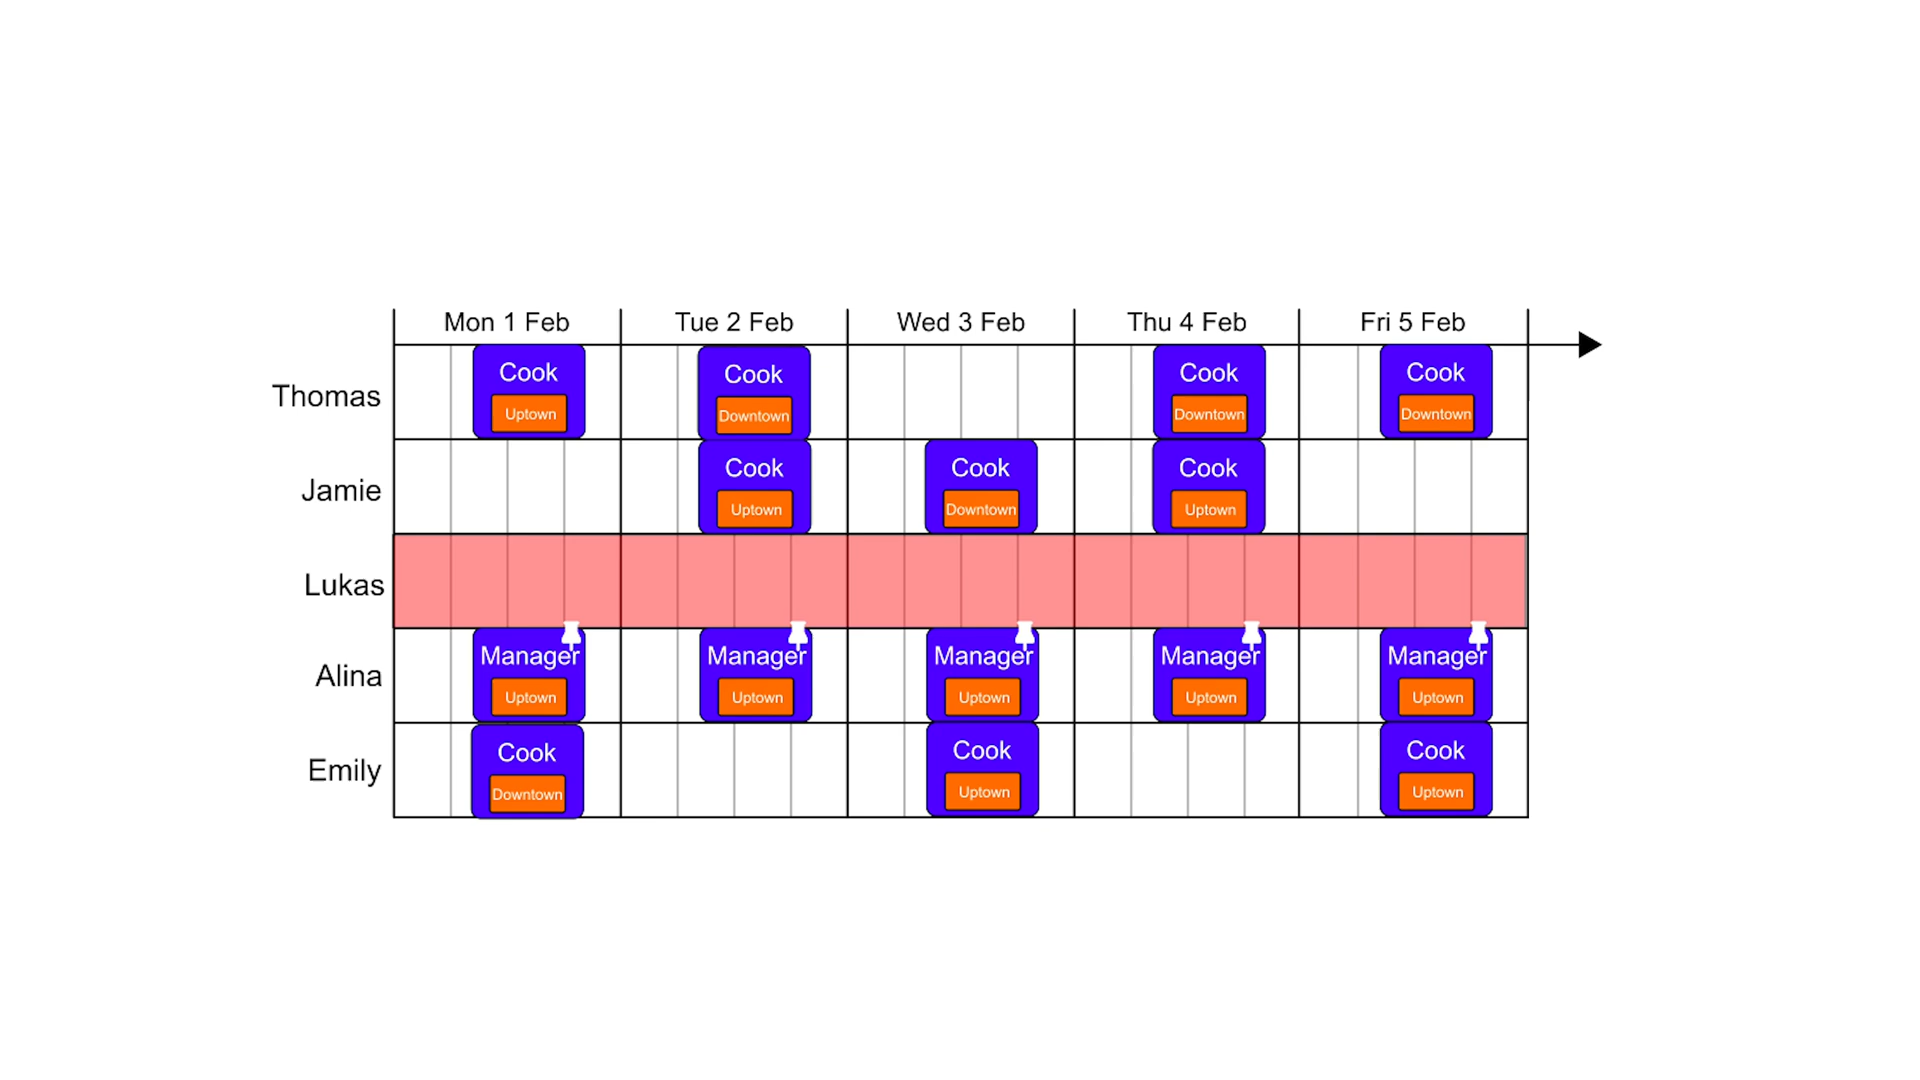 Mon 1 Feb Tue 2 Feb Wed 3 Feb Thu 4 Feb Fri 5 Feb
Thomas Cook Cook Cook Cook
Uptown Downtown Downtown Downtown
Jamie Cook Cook Cook
Uptown Downtown Uptown
Lukas
Alina Manager Manager Manager Manager Manager
Uptown Uptown Uptown Uptown Uptown
Emily Cook Cook Cook
Downtown Uptown Uptown